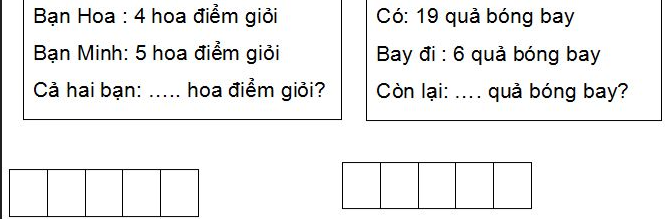 Bạn Hoa : 4 hoa điểm giỏi
Bạn Minh: 5 hoa điểm giỏi
Cả hai bạn: ….. hoa điểm giỏi?
Có: 19 quả bóng bay
Bay đi : 6 quả bóng bay
Còn lại: …. quả bóng bay?